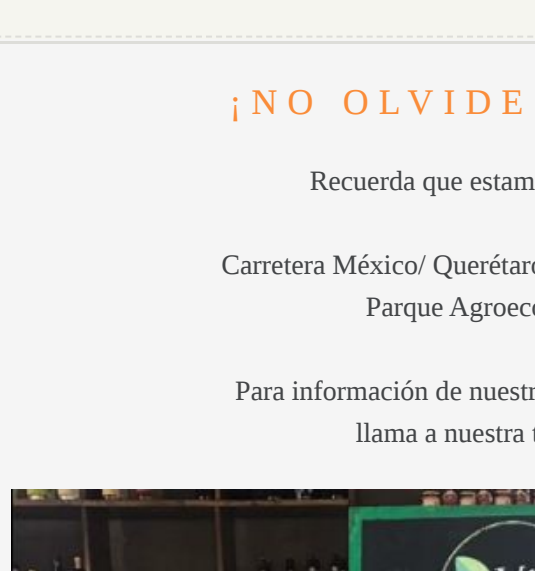 ¡NO OLVIDE
Recuerda que estam
Carretera México/ Querétaro
Parque Agroeco
Para información de nuestr
llama a nuestra t